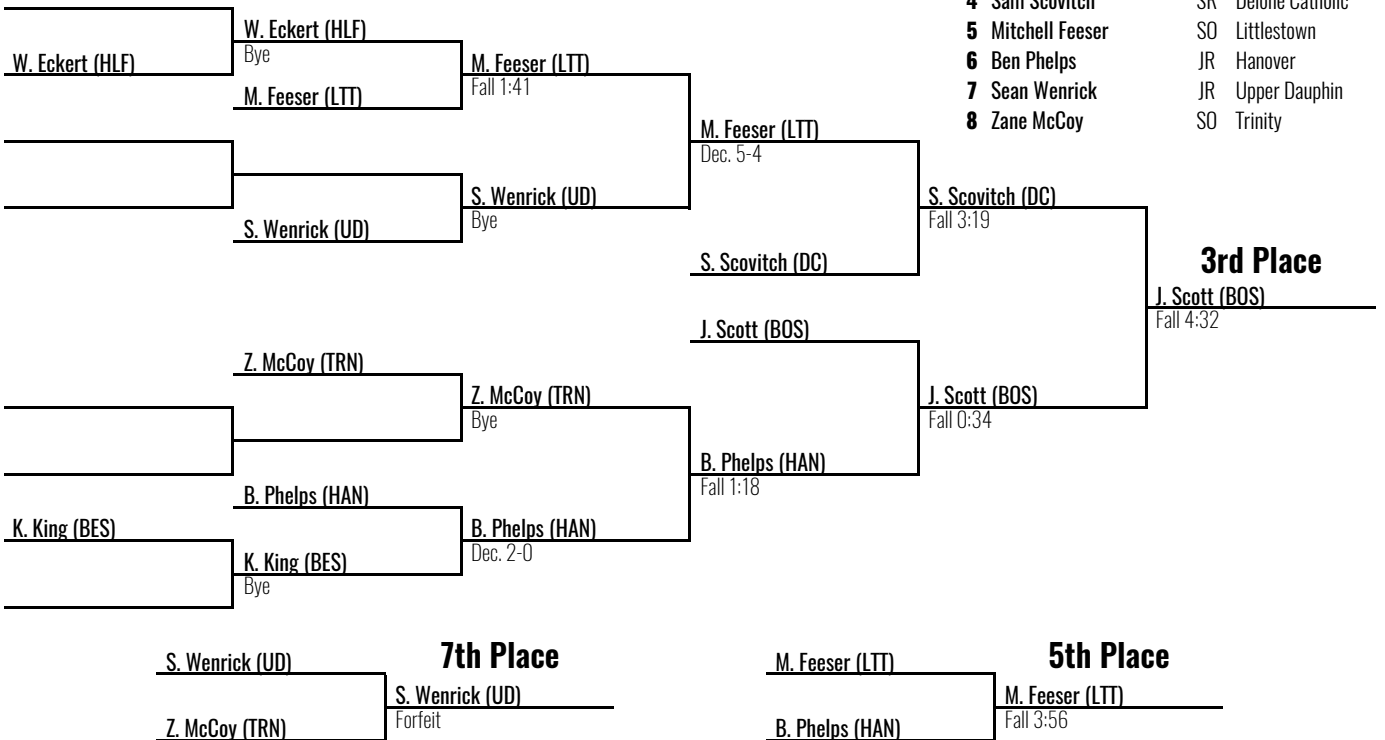 4 Sam Scovitch SR Delone Catholic
5 Mitchell Feeser SO Littlestown
6 Ben Phelps JR Hanover
7 Sean Wenrick JR Upper Dauphin
8 Zane McCoy SO Trinity
W. Eckert (HLF)
W. Eckert (HLF)
Bye
M. Feeser (LTT)
M. Feeser (LTT)
Fall 1:41
S. Wenrick (UD)
S. Wenrick (UD)
Bye
M. Feeser (LTT)
Dec. 5-4
S. Scovitch (DC)
S. Scovitch (DC)
Fall 3:19
3rd Place
J. Scott (BOS)
Fall 4:32
J. Scott (BOS)
J. Scott (BOS)
Fall 0:34
Z. McCoy (TRN)
Z. McCoy (TRN)
Bye
B. Phelps (HAN)
Fall 1:18
B. Phelps (HAN)
B. Phelps (HAN)
Dec. 2-0
K. King (BES)
K. King (BES)
Bye
7th Place
S. Wenrick (UD)
S. Wenrick (UD)
Forfeit
Z. McCoy (TRN)
5th Place
M. Feeser (LTT)
M. Feeser (LTT)
Fall 3:56
B. Phelps (HAN)